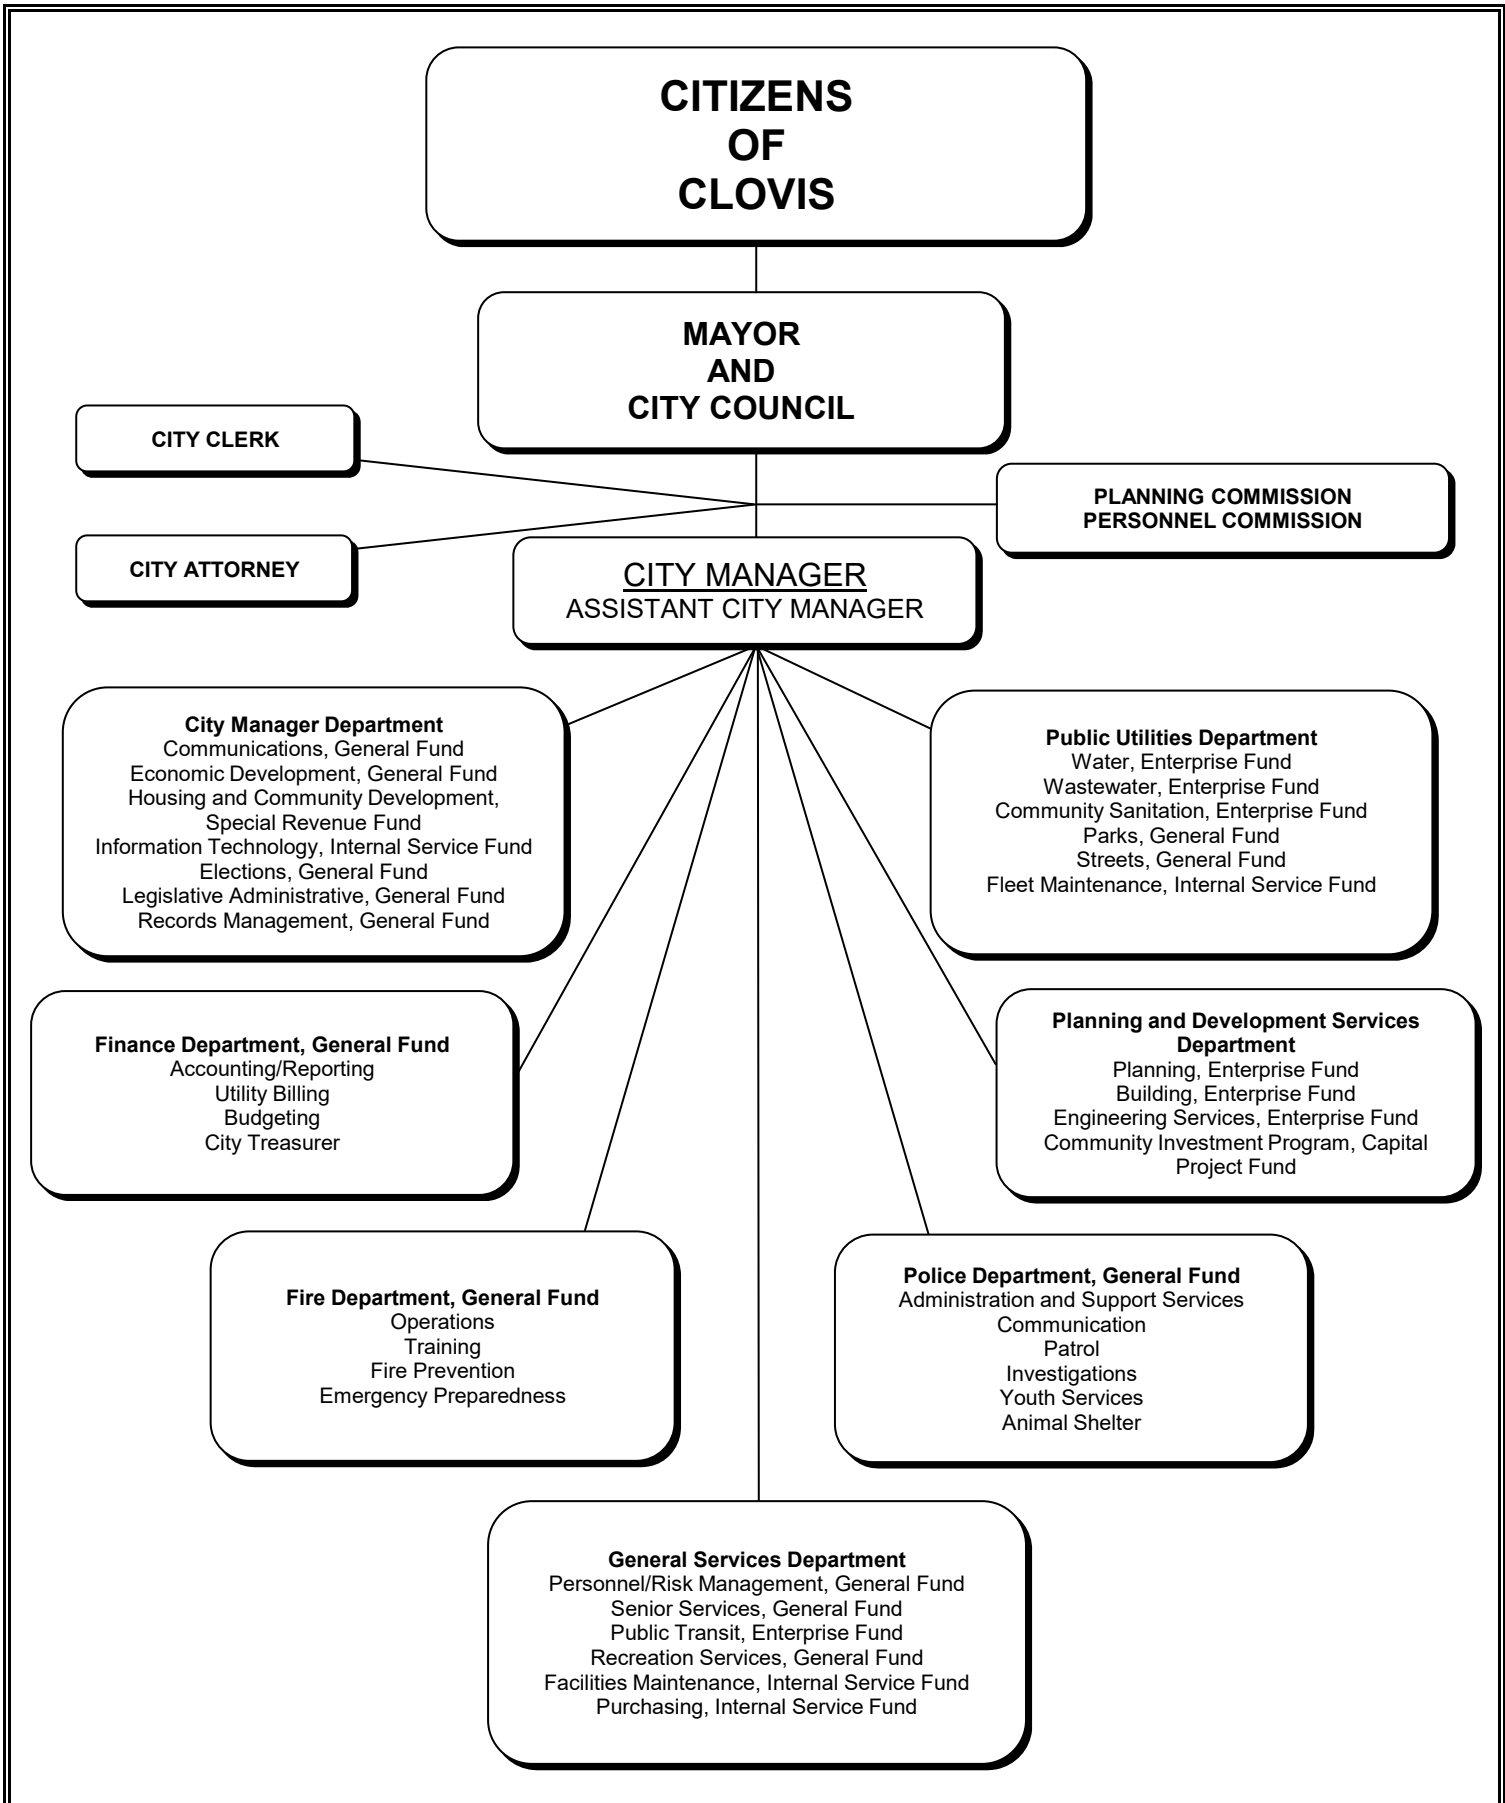 CITIZENS
OF
CLOVIS
MAYOR
AND
CITY COUNCIL
CITY CLERK
PLANNING COMMISSION
PERSONNEL COMMISSION
CITY ATTORNEY
CITY MANAGER
ASSISTANT CITY MANAGER
City Manager Department
Communications, General Fund
Economic Development, General Fund
Housing and Community Development,
Special Revenue Fund
Information Technology, Internal Service Fund
Elections, General Fund
Legislative Administrative, General Fund
Records Management, General Fund
Public Utilities Department
Water, Enterprise Fund
Wastewater, Enterprise Fund
Community Sanitation, Enterprise Fund
Parks, General Fund
Streets, General Fund
Fleet Maintenance, Internal Service Fund
Finance Department, General Fund
Accounting/Reporting
Utility Billing
Budgeting
City Treasurer
Planning and Development Services
Department
Planning, Enterprise Fund
Building, Enterprise Fund
Engineering Services, Enterprise Fund
Community Investment Program, Capital
Project Fund
Fire Department, General Fund
Operations
Training
Fire Prevention
Emergency Preparedness
Police Department, General Fund
Administration and Support Services
Communication
Patrol
Investigations
Youth Services
Animal Shelter
General Services Department
Personnel/Risk Management, General Fund
Senior Services, General Fund
Public Transit, Enterprise Fund
Recreation Services, General Fund
Facilities Maintenance, Internal Service Fund
Purchasing, Internal Service Fund